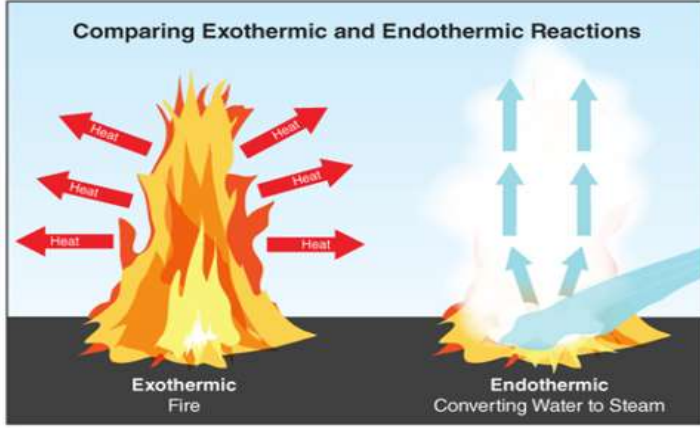 Comparing Exothermic and Endothermic Reactions
Heat
Heat
Heat
Heat
Heat
Heat
Exothermic
Fire
Endothermic
Converting Water to Steam